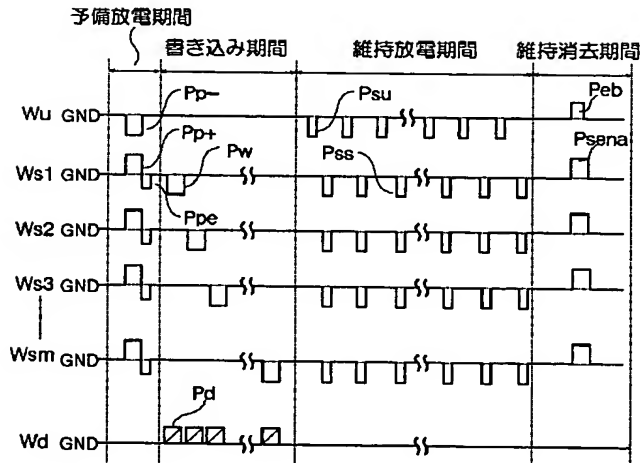 予備放電期間
書き込み期間
維持放電期間
維持消去期間
Wu GND
Pp−
Psu
Peb
Pp+
Pw
Pss
Psena
Ws1 GND
Ppe
Ws2 GND
Ws3 GND
Wsm GND
Pd
Wd GND